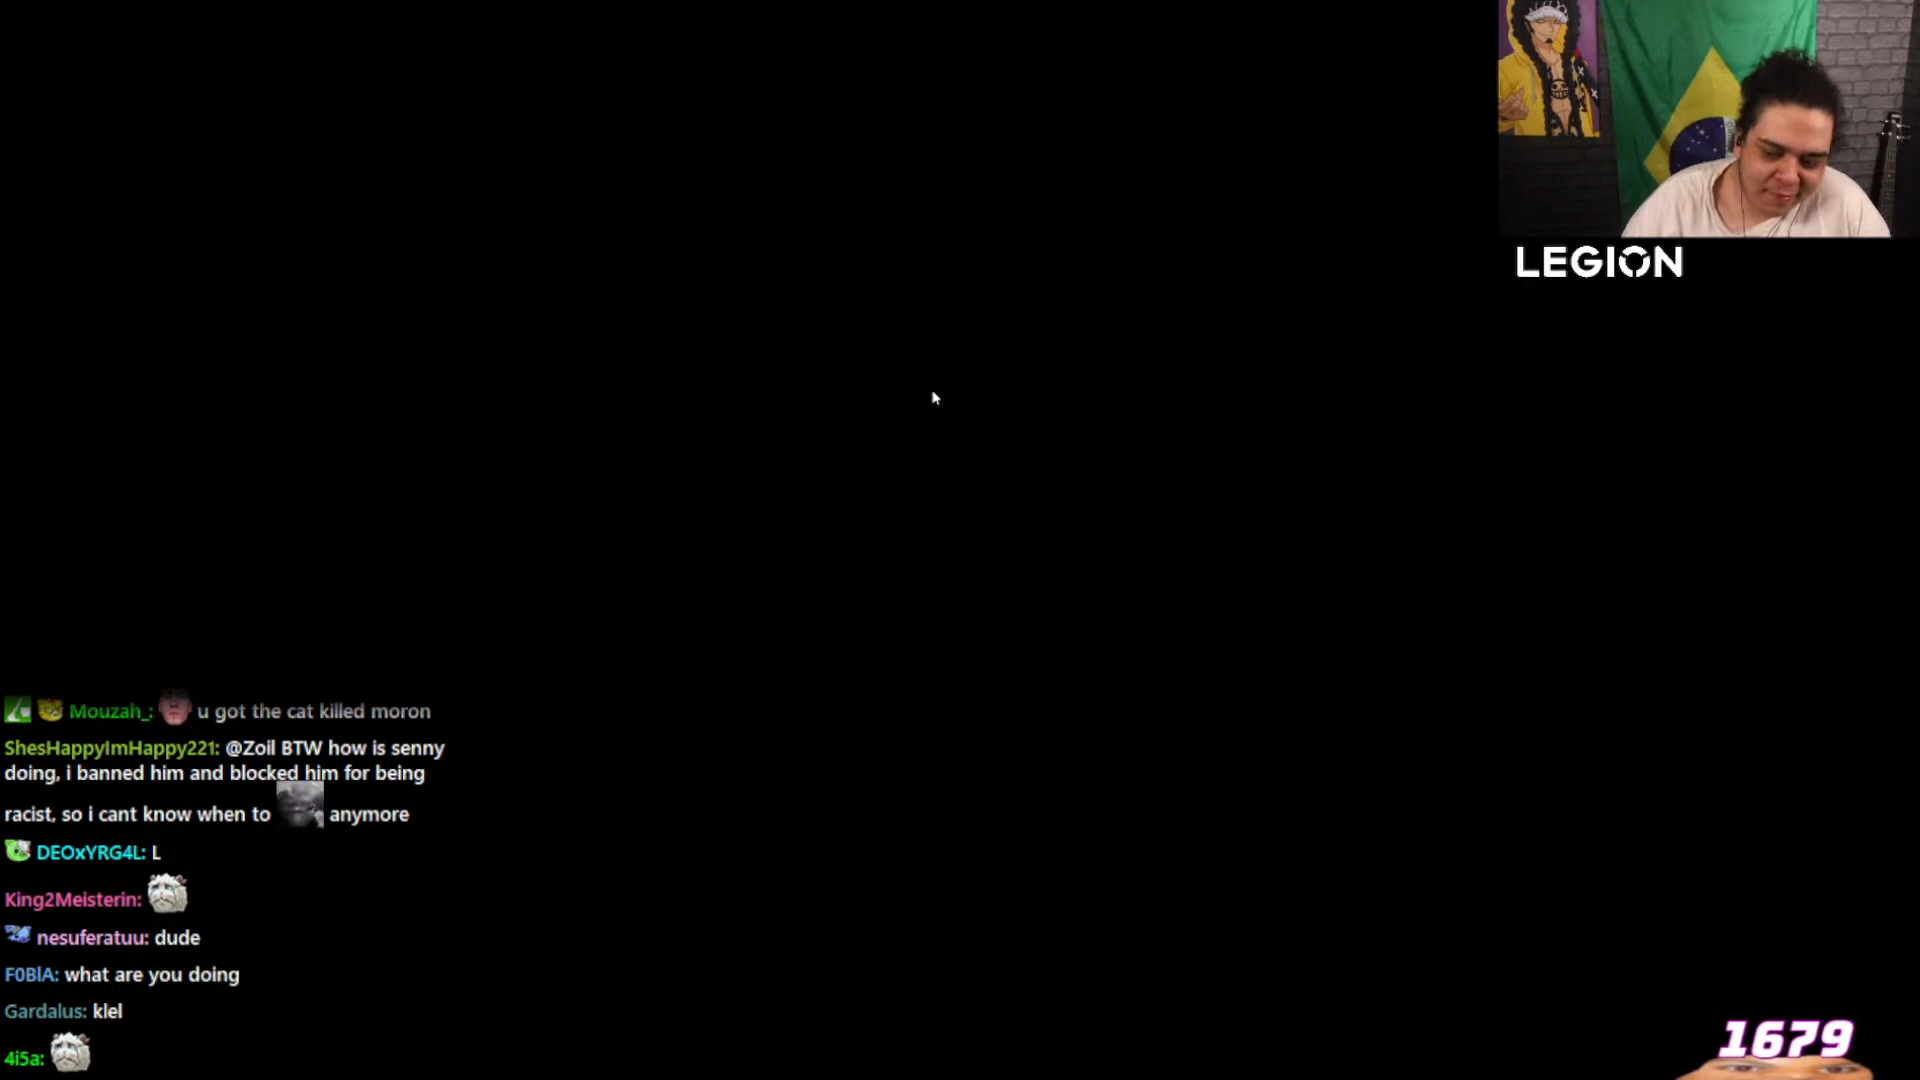 LEGION
Mouzah_: u got the cat killed moron
ShesHappyImHappy221: @Zoil BTW how is senny
doing, i banned him and blocked him for being
racist, so i cant know when to anymore
DEOxYRG4L: L
King2Meisterin:
nesuferatuu: dude
F0BlA: what are you doing
Gardalus: klel
4i5a:
1679